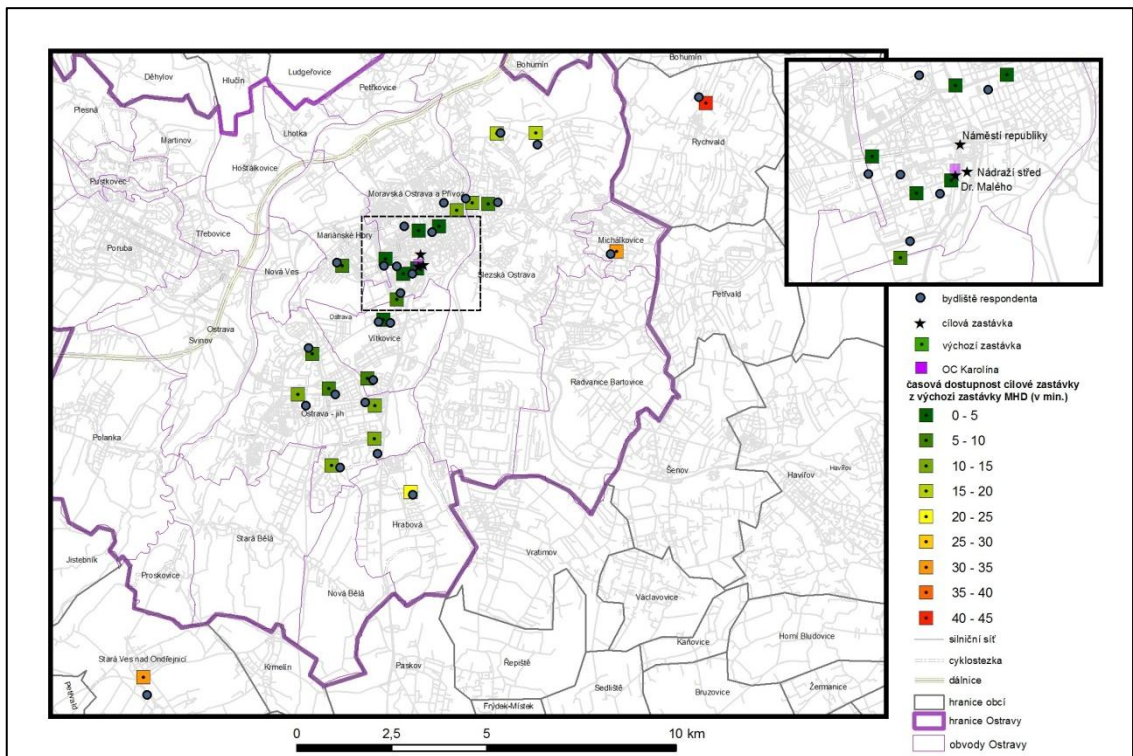 Bohumín
Děhylov
Hlučín
Ludgeřovice
Bohumín
Petřkovice
Plesná
Lhotka
Martinov
Rychvald
Hošťálkovice
Pustkovec
Moravská Ostrava a Přívoz
Třebovice
Mariánské Hory
Michálkovice
Poruba
Nová Ves
Slezská Ostrava
Petřvald
Ostrava
Svinov
Ostrava
Vítkovice
Radvanice Bartovice
Ostrava - jih
Polanka
Šenov
Havířov
Havířov
Hrabová
Stará Bělá
Vratimov
Jistebník
Proskovice
Nová Bělá
Václavovice
Horní Bludovice
Kaňovice
Stará Ves nad Ondřejnicí
Krmelín
Paskov
Řepiště
Petřvald
Sedliště
Bruzovice
Žermanice
Frýdek-Místek
0 2,5 5 10 km
Náměstí republiky
Nádraží střed
Dr. Malého
bydliště respondenta
cílová zastávka
výchozí zastávka
OC Karolína
časová dostupnost cílové zastávky
z výchozí zastávky MHD (v min.)
0 - 5
5 - 10
10 - 15
15 - 20
20 - 25
25 - 30
30 - 35
35 - 40
40 - 45
silniční síť
cyklostezka
dálnice
hranice obcí
hranice Ostravy
obvody Ostravy